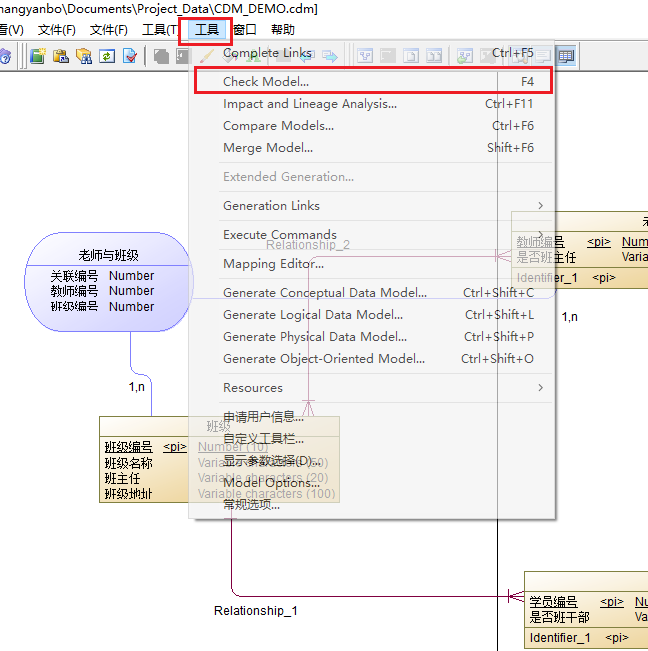 hangyanbo\Documents\Project_Data\CDM_DEMO.cdm]
看(V) 文件(F) 文件(F) 工具(T) 工具 窗口 帮助
Complete Links Ctrl+F5
Check Model... F4
Impact and Lineage Analysis... Ctrl+F11
Compare Models... Ctrl+F6
Merge Model... Shift+F6
Extended Generation...
Generation Links
Execute Commands
Mapping Editor...
Generate Conceptual Data Model... Ctrl+Shift+C
Generate Logical Data Model... Ctrl+Shift+L
Generate Physical Data Model... Ctrl+Shift+P
Generate Object-Oriented Model... Ctrl+Shift+O
Resources
申请用户信息...
自定义工具栏...
显示参数选择(D)...
Model Options...
常规选项...
Relationship_2
老师与班级
关联编号 Number
教师编号 Number
班级编号 Number
教师编号 <pi> Num
是否班主任 Varia
Identifier_1 <pi>
1,n
1,n
班级
班级编号 <pi> Number (10)
班级名称 Variable characters (50)
班主任 Variable characters (20)
班级地址 Variable characters (100)
Relationship_1
学员编号 <pi> Nu
是否班干部 Va
Identifier_1 <pi>